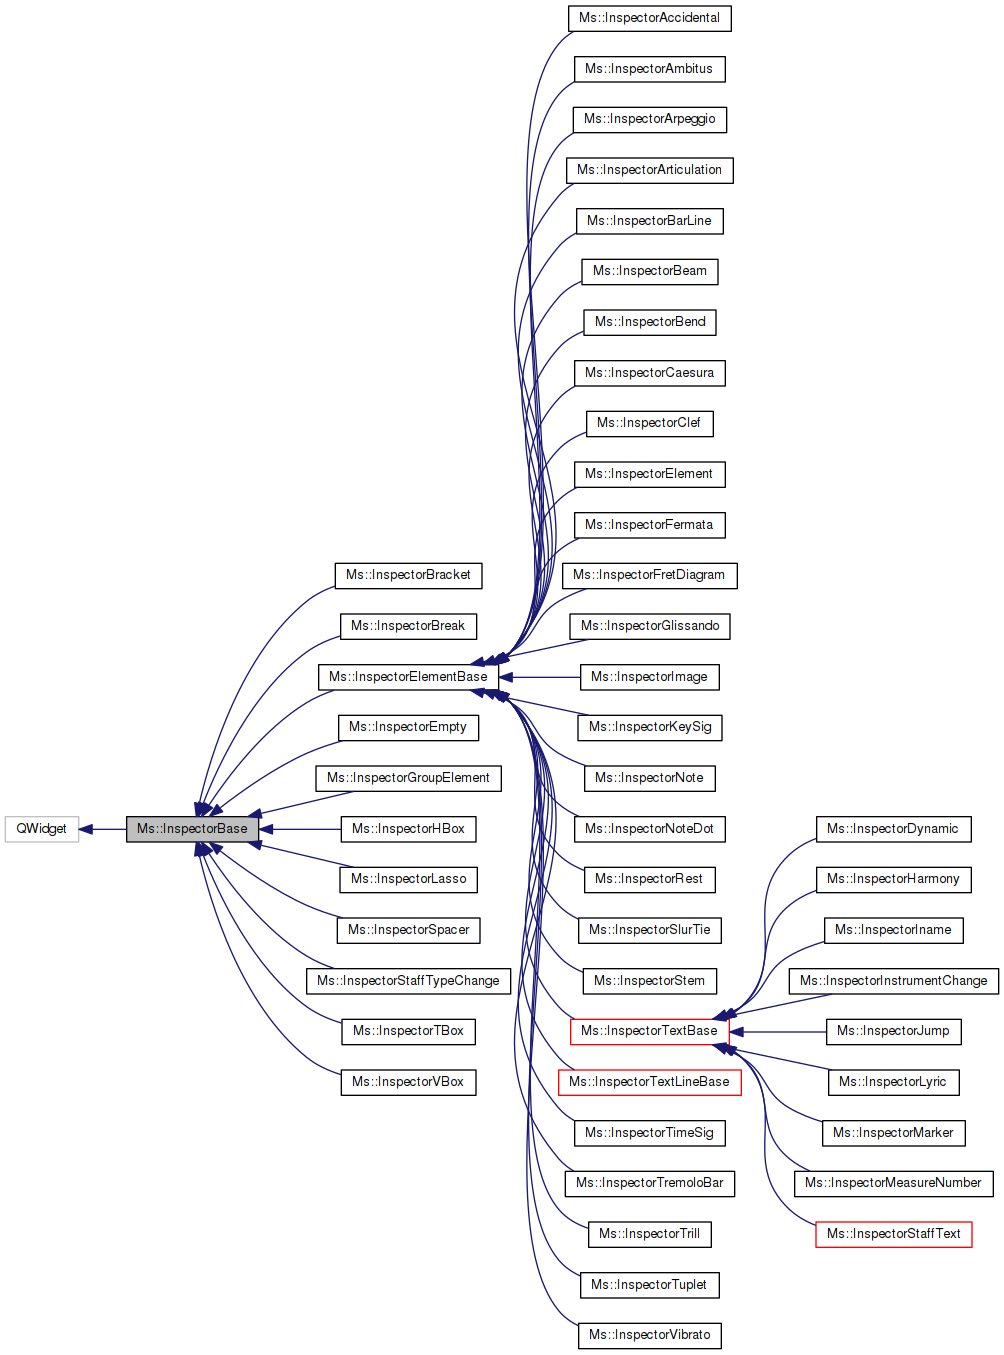 QWidget
Ms::InspectorBase
Ms::InspectorBracket
Ms::InspectorBreak
Ms::InspectorElementBase
Ms::InspectorEmpty
Ms::InspectorGroupElement
Ms::InspectorHBox
Ms::InspectorLasso
Ms::InspectorSpacer
Ms::InspectorStaffTypeChange
Ms::InspectorTBox
Ms::InspectorVBox
Ms::InspectorAccidental
Ms::InspectorAmbitus
Ms::InspectorArpeggio
Ms::InspectorArticulation
Ms::InspectorBarLine
Ms::InspectorBeam
Ms::InspectorBend
Ms::InspectorCaesura
Ms::InspectorClef
Ms::InspectorElement
Ms::InspectorFermata
Ms::InspectorFretDiagram
Ms::InspectorGlissando
Ms::InspectorImage
Ms::InspectorKeySig
Ms::InspectorNote
Ms::InspectorNoteDot
Ms::InspectorRest
Ms::InspectorSlurTie
Ms::InspectorStem
Ms::InspectorTextBase
Ms::InspectorTextLineBase
Ms::InspectorTimeSig
Ms::InspectorTremoloBar
Ms::InspectorTrill
Ms::InspectorTuplet
Ms::InspectorVibrato
Ms::InspectorDynamic
Ms::InspectorHarmony
Ms::InspectorIname
Ms::InspectorInstrumentChange
Ms::InspectorJump
Ms::InspectorLyric
Ms::InspectorMarker
Ms::InspectorMeasureNumber
Ms::InspectorStaffText